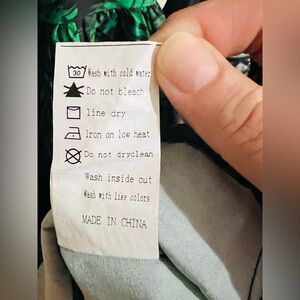 30
Wash with cold water
Do not bleach
line dry
Iron on low heat
Do not dryclean
Wash inside out
Wash with like colors
MADE IN CHINA